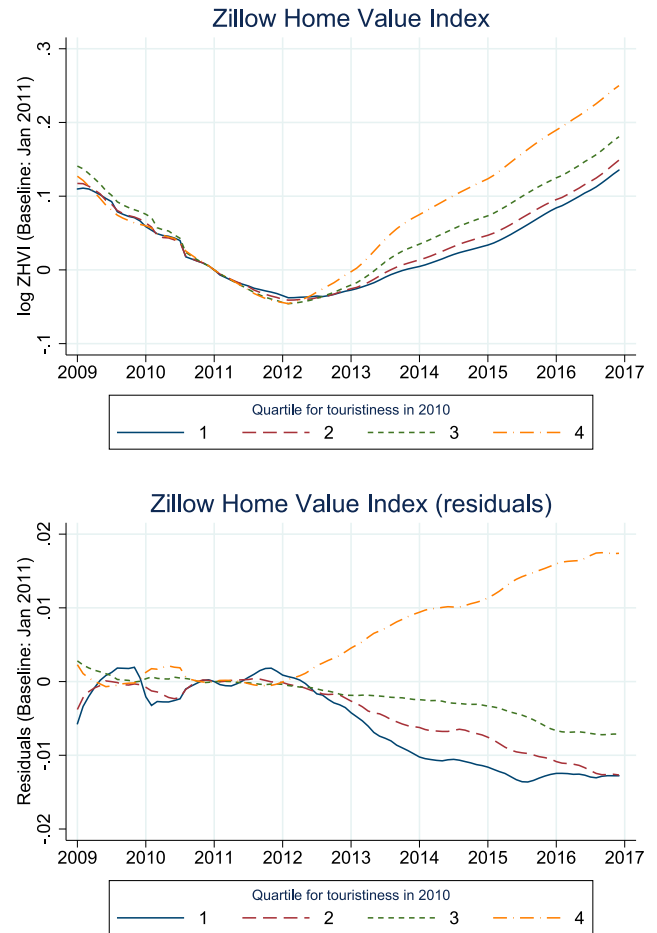 Zillow Home Value Index
log ZHVI (Baseline: Jan 2011)
.3
.2
.1
0
-.1
2009 2010 2011 2012 2013 2014 2015 2016 2017
Quartile for touristiness in 2010
1 2 3 4
Zillow Home Value Index (residuals)
Residuals (Baseline: Jan 2011)
.02
.01
0
-.01
-.02
2009 2010 2011 2012 2013 2014 2015 2016 2017
Quartile for touristiness in 2010
1 2 3 4